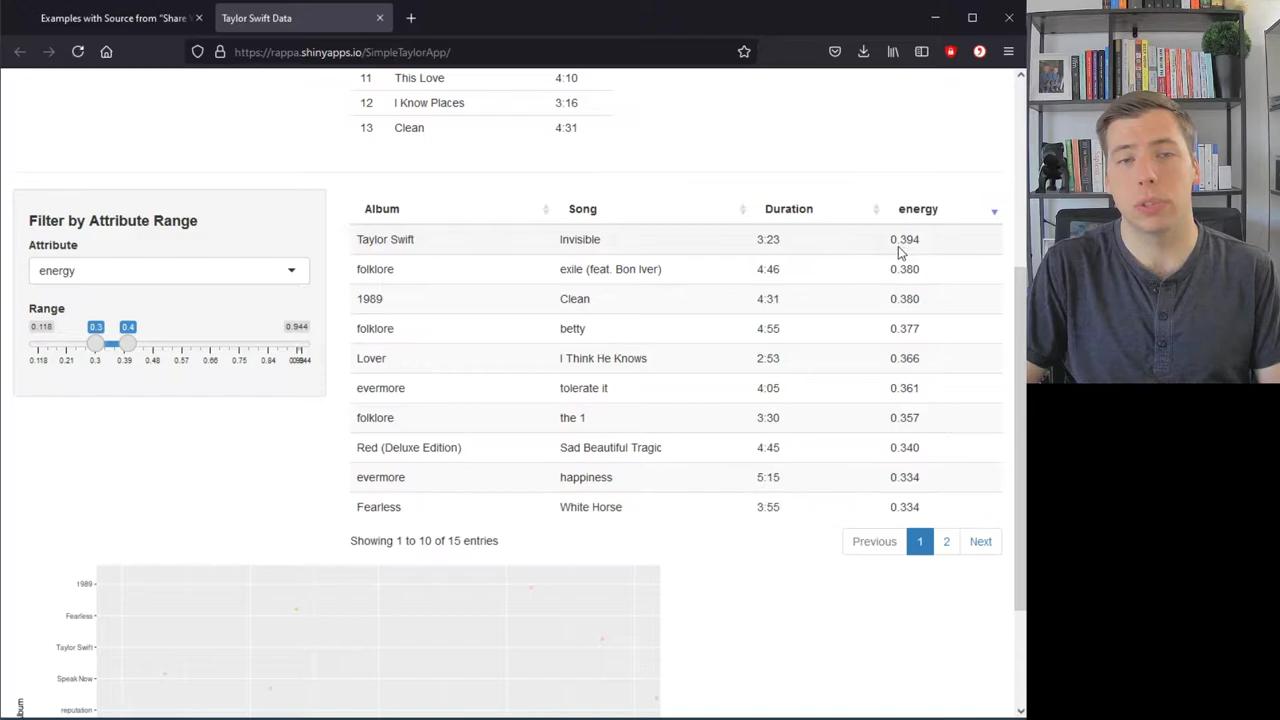 Examples with Source from "Share
Taylor Swift Data
https://rappa.shinyapps.io/SimpleTaylorApp/
11 This Love 4:10
12 I Know Places 3:16
13 Clean 4:31
Filter by Attribute Range
Attribute
energy
Range
0.118 0.3 0.4 0.944
0.118 0.21 0.3 0.39 0.48 0.57 0.66 0.75 0.84
Album Song Duration energy
Taylor Swift Invisible 3:23 0.394
folklore exile (feat. Bon Iver) 4:46 0.380
1989 Clean 4:31 0.380
folklore betty 4:55 0.377
Lover I Think He Knows 2:53 0.366
evermore tolerate it 4:05 0.361
folklore the 1 3:30 0.357
Red (Deluxe Edition) Sad Beautiful Tragic 4:45 0.340
evermore happiness 5:15 0.334
Fearless White Horse 3:55 0.334
Showing 1 to 10 of 15 entries
Previous 1 2 Next
1989
Fearless
Taylor Swift
Speak Now
reputation